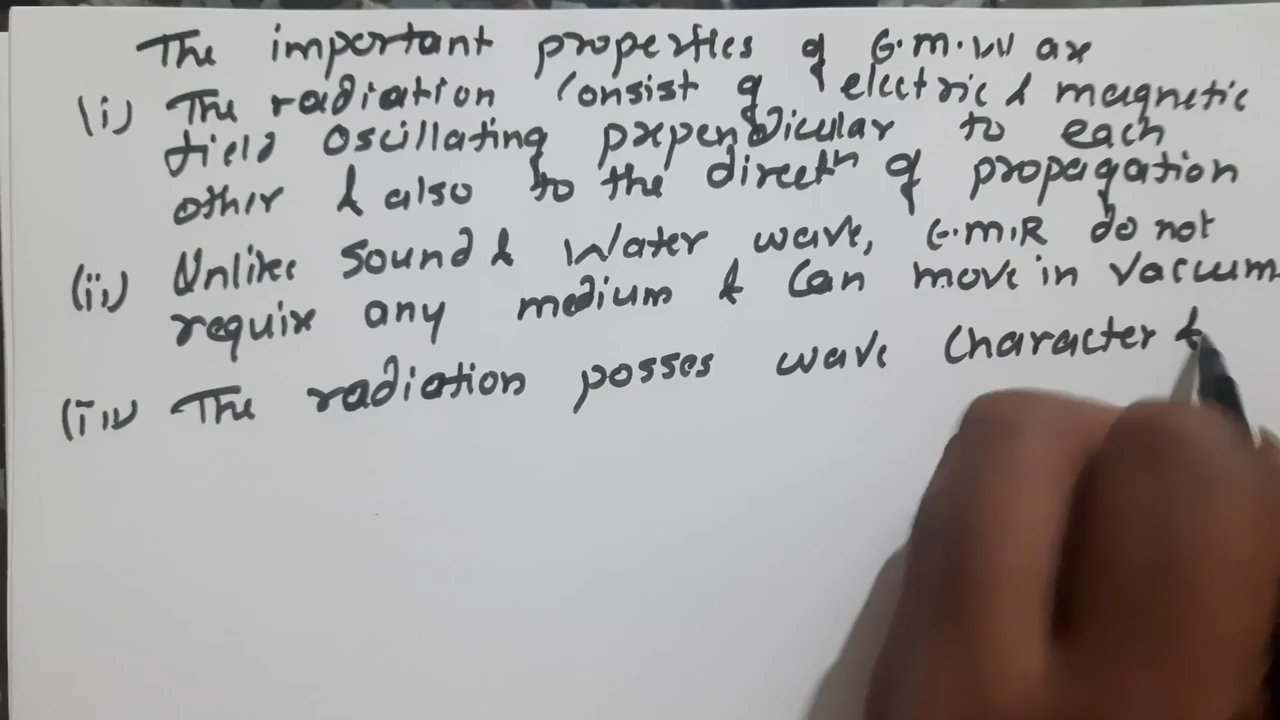 The important properties of E.M.W are
(i) The radiation consist of electric & magnetic
field oscillating perpendicular to each
other & also to the directn of propagation
(ii) Unlike sound & Water wave, E.M.R do not
require any medium & can move in vacuum
(iii) The radiation posses wave character &